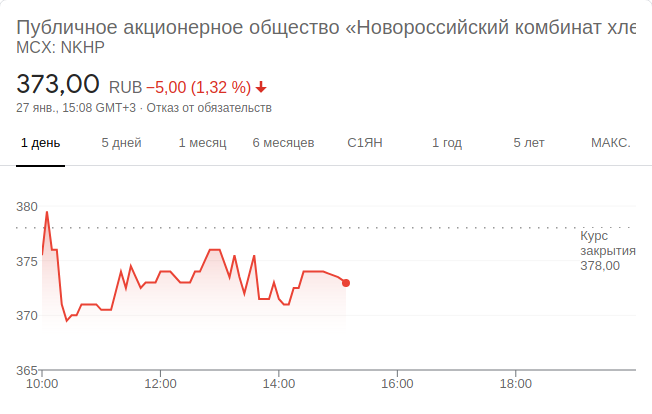 Публичное акционерное общество «Новороссийский комбинат хле
MCX: NKHP
373,00 RUB −5,00 (1,32 %)
27 янв., 15:08 GMT+3 · Отказ от обязательств
1 день 5 дней 1 месяц 6 месяцев С1ЯН 1 год 5 лет МАКС.
380
Курс
закрытия
378,00
375
370
365
10:00 12:00 14:00 16:00 18:00